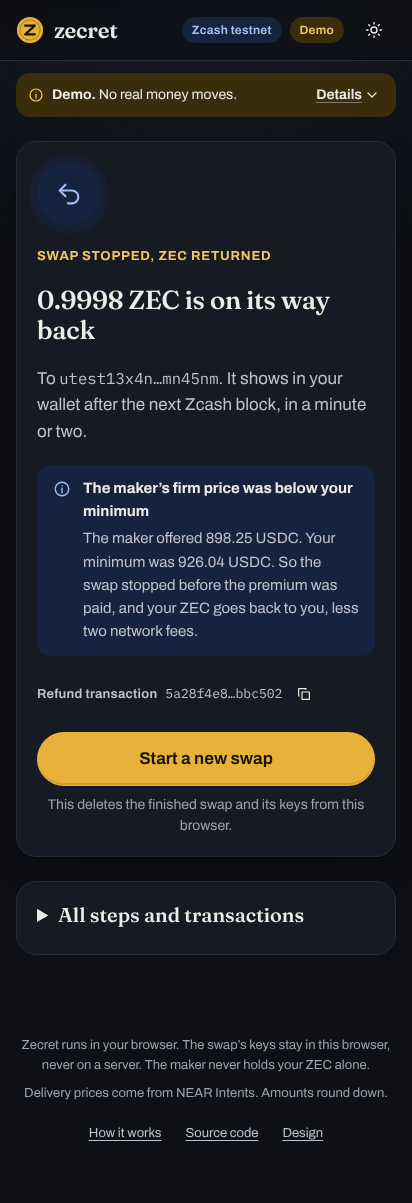 zecret
Zcash testnet
Demo
Demo. No real money moves.
Details
SWAP STOPPED, ZEC RETURNED
0.9998 ZEC is on its way
back
To utest13x4n…mn45nm. It shows in your
wallet after the next Zcash block, in a minute
or two.
The maker’s firm price was below your
minimum
The maker offered 898.25 USDC. Your
minimum was 926.04 USDC. So the
swap stopped before the premium was
paid, and your ZEC goes back to you, less
two network fees.
Refund transaction 5a28f4e8…bbc502
Start a new swap
This deletes the finished swap and its keys from this
browser.
All steps and transactions
Zecret runs in your browser. The swap’s keys stay in this browser,
never on a server. The maker never holds your ZEC alone.
Delivery prices come from NEAR Intents. Amounts round down.
How it works
Source code
Design